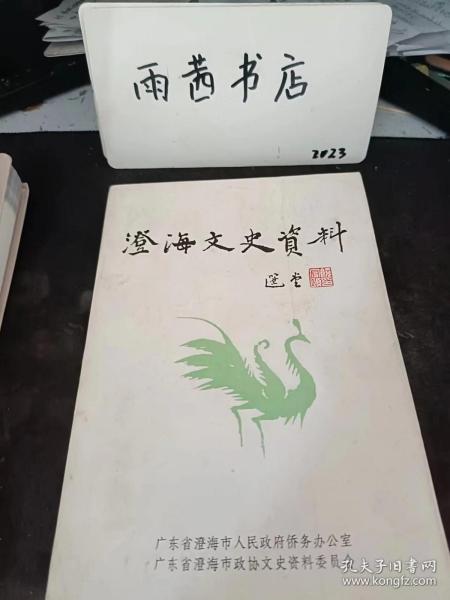 雨茜书店
2023
澄海文史資料
選堂
广东省澄海市人民政府侨务办公室
广东省澄海市政协文史资料委员会
孔夫子旧书网
www.kongfz.com